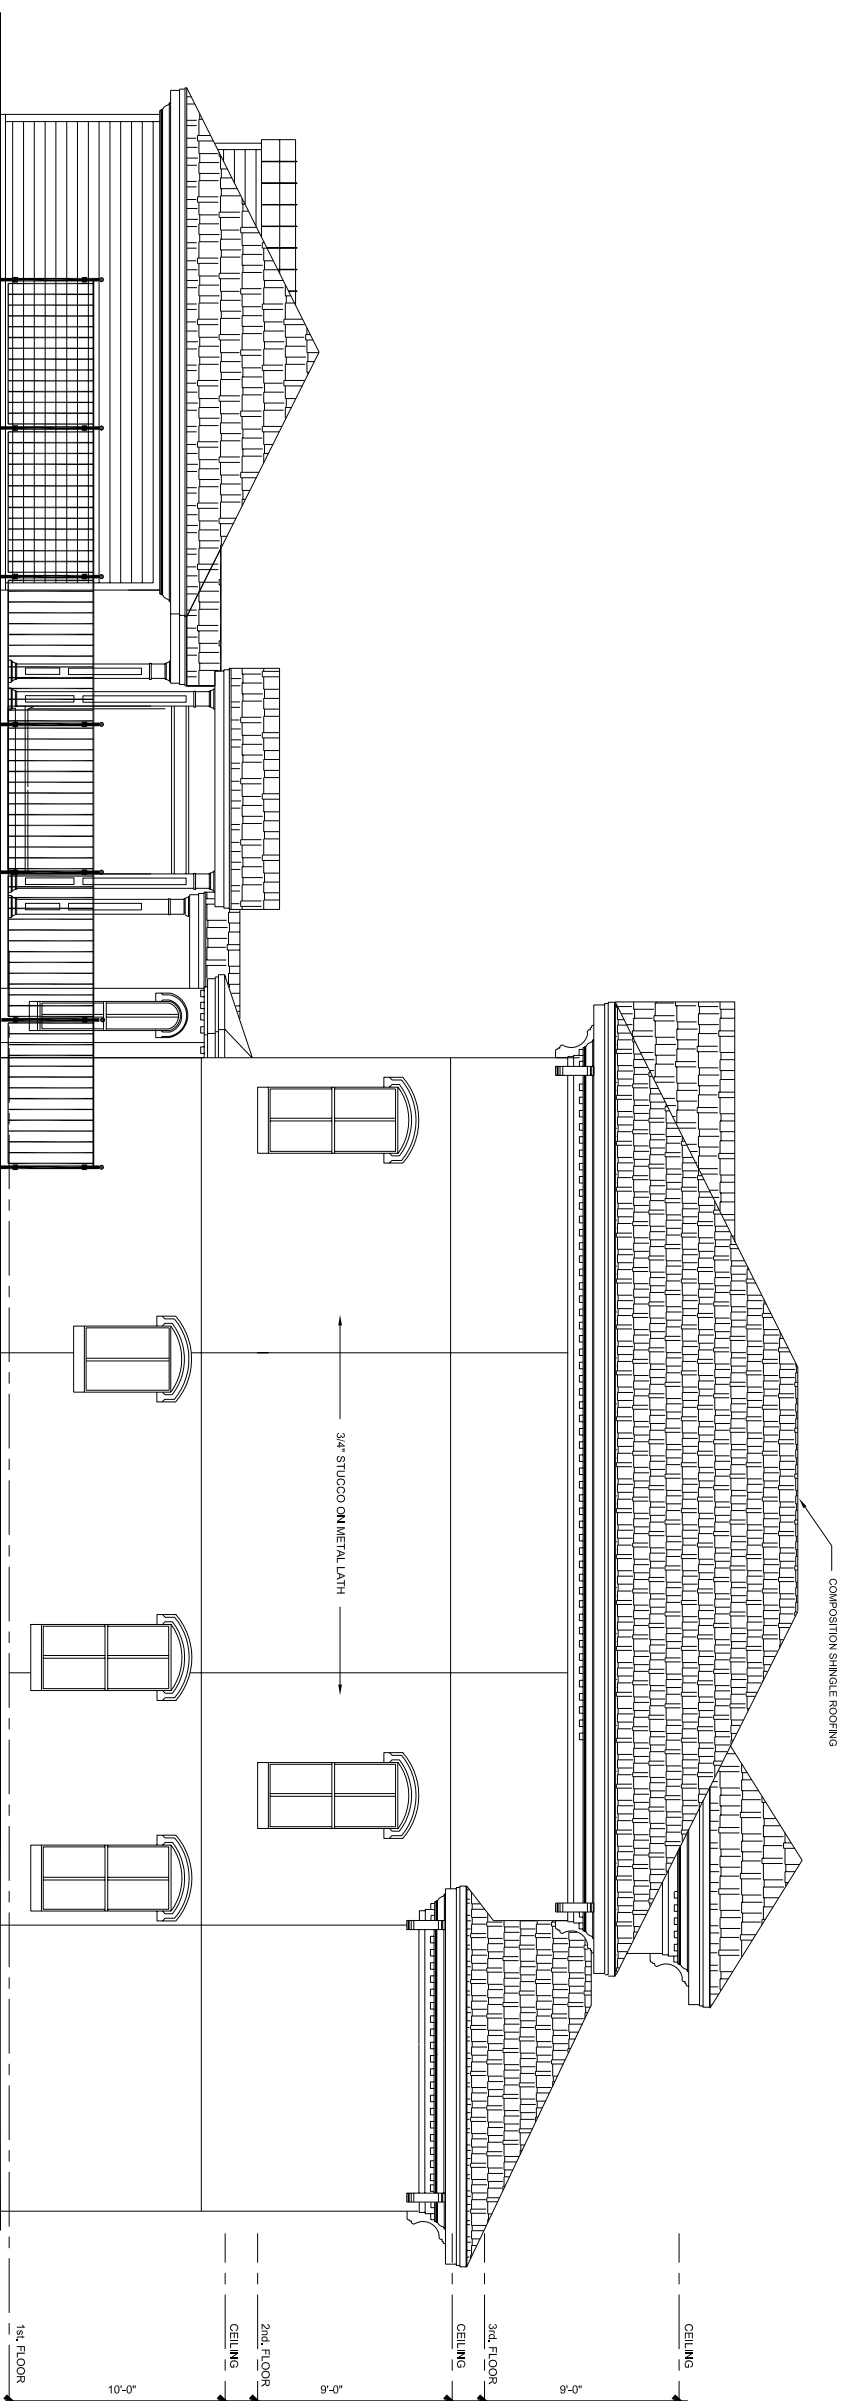 COMPOSITION SHINGLE ROOFING
3/4" STUCCO ON METAL LATH
CEILING
9'-0"
3rd. FLOOR
CEILING
9'-0"
2nd. FLOOR
CEILING
10'-0"
1st. FLOOR